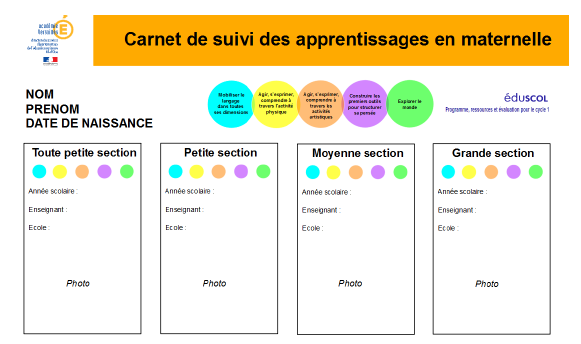 académie
Versailles
Carnet de suivi des apprentissages en maternelle
NOM
PRENOM
DATE DE NAISSANCE
Mobiliser le
langage
dans toutes
ses dimensions
Agir, s'exprimer,
comprendre à
travers l'activité
physique
Agir, s'exprimer,
comprendre à
travers les
activités
artistiques
Construire les
premiers outils
pour structurer
sa pensée
Explorer le
monde
éduscol
Programme, ressources et évaluation pour le cycle 1
Toute petite section
Année scolaire :
Enseignant :
Ecole :
Photo
Petite section
Année scolaire :
Enseignant :
Ecole :
Photo
Moyenne section
Année scolaire :
Enseignant :
Ecole :
Photo
Grande section
Année scolaire :
Enseignant :
Ecole :
Photo